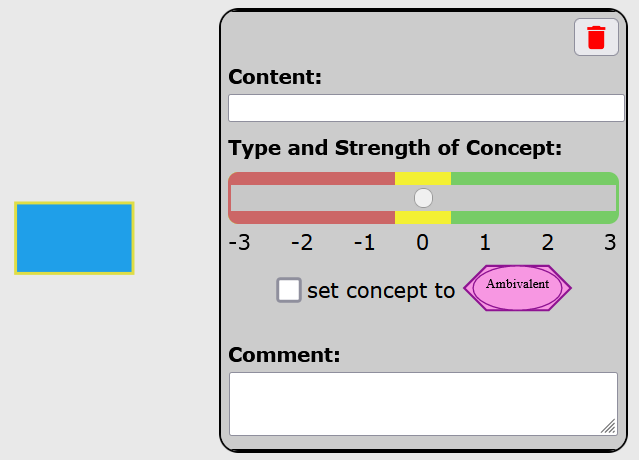 Content:
Type and Strength of Concept:
-3 -2 -1 0 1 2 3
set concept to Ambivalent
Comment: